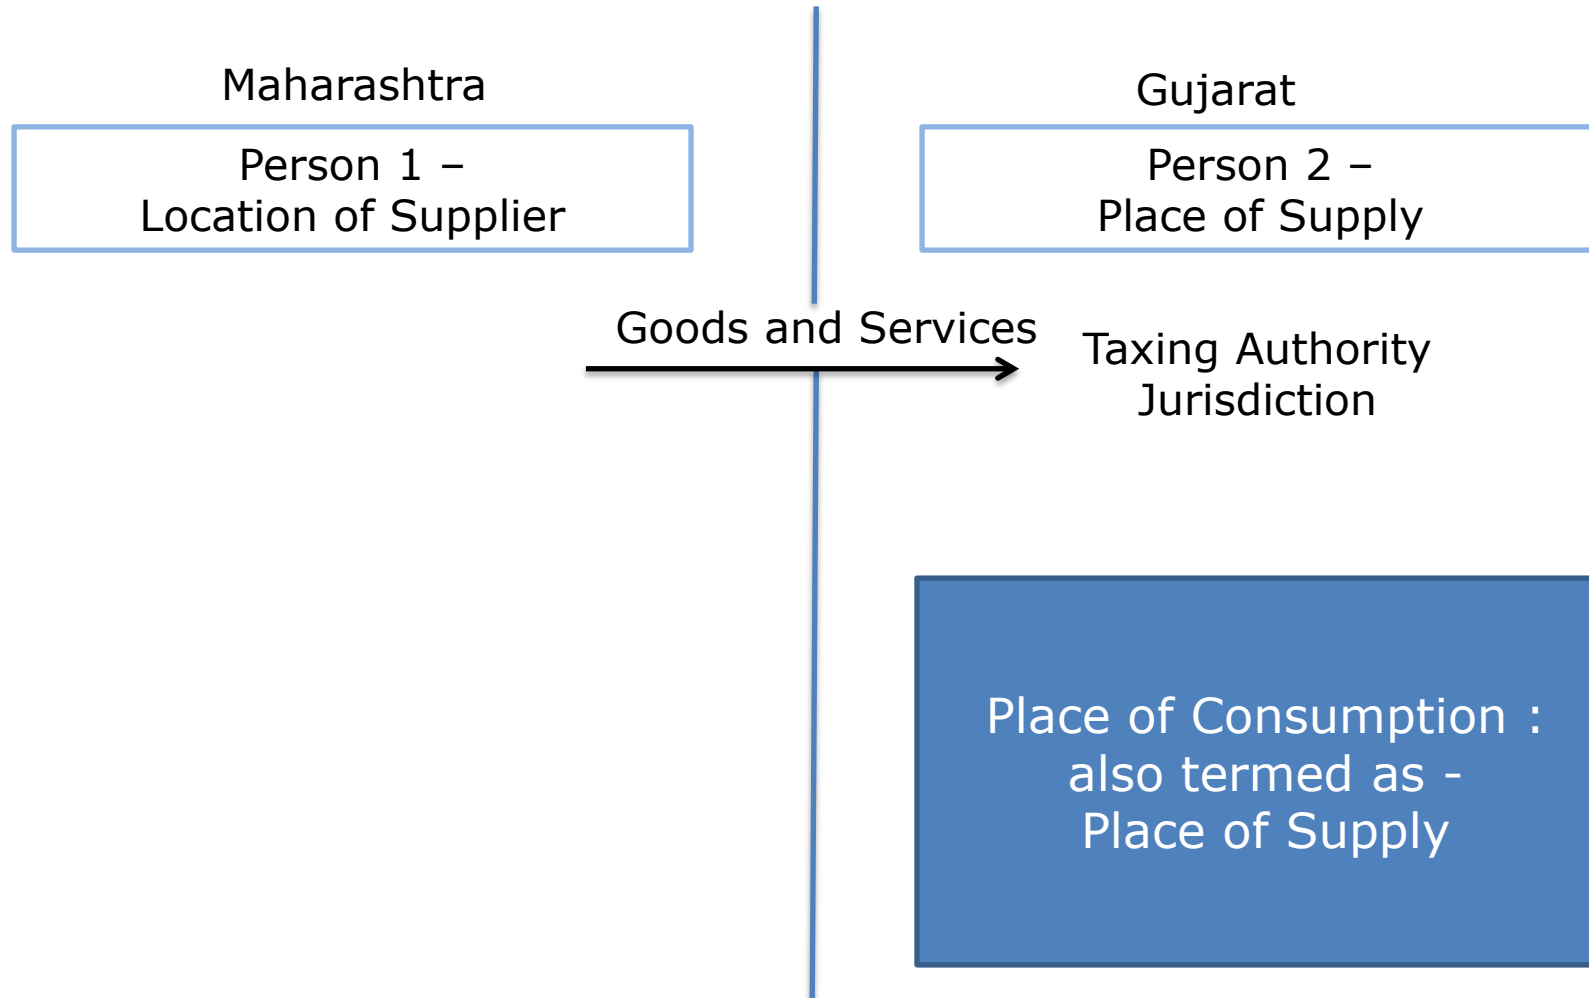 Maharashtra
Person 1 –
Location of Supplier
Gujarat
Person 2 –
Place of Supply
Goods and Services
Taxing Authority
Jurisdiction
Place of Consumption :
also termed as -
Place of Supply